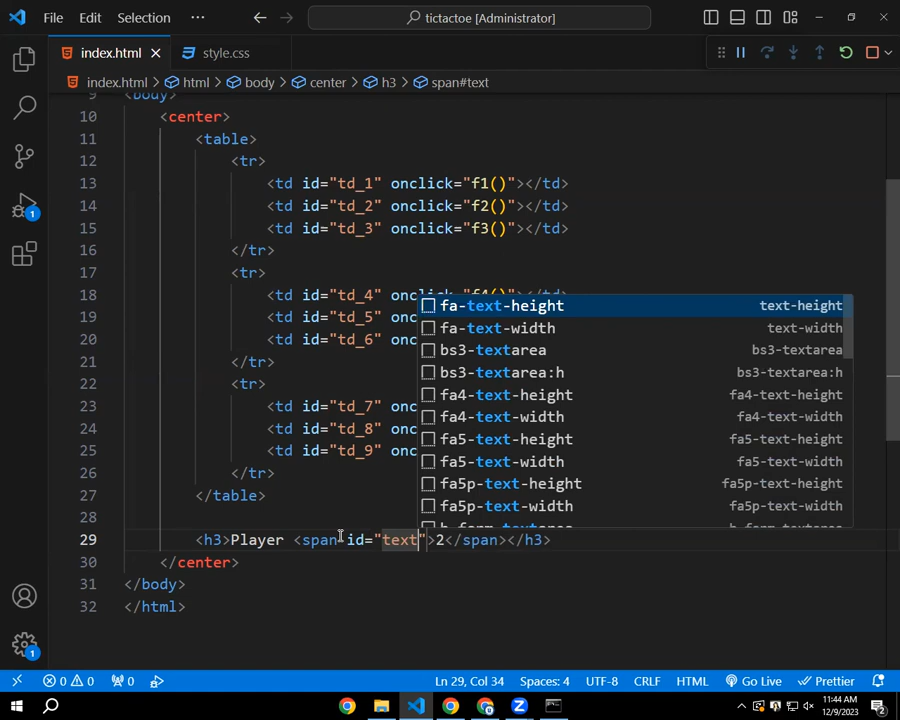 File Edit Selection ··· tictactoe [Administrator]
index.html style.css
index.html > html > body > center > h3 > span#text
9 <body>
10 <center>
11 <table>
12 <tr>
13 <td id="td_1" onclick="f1()"></td>
14 <td id="td_2" onclick="f2()"></td>
15 <td id="td_3" onclick="f3()"></td>
16 </tr>
17 <tr>
18 <td id="td_4" onclick="f4()"></td>
19 <td id="td_5" onc
20 <td id="td_6" onc
21 </tr>
22 <tr>
23 <td id="td_7" onc
24 <td id="td_8" onc
25 <td id="td_9" onc
26 </tr>
27 </table>
28
29 <h3>Player <span id="text">2</span></h3>
30 </center>
31 </body>
32 </html>
fa-text-height text-height
fa-text-width text-width
bs3-textarea bs3-textarea
bs3-textarea:h bs3-textarea:h
fa4-text-height fa4-text-height
fa4-text-width fa4-text-width
fa5-text-height fa5-text-height
fa5-text-width fa5-text-width
fa5p-text-height fa5p-text-height
fa5p-text-width fa5p-text-width
1
1
0 0 0 Ln 29, Col 34 Spaces: 4 UTF-8 CRLF HTML Go Live Prettier
11:44 AM
12/9/2023
2